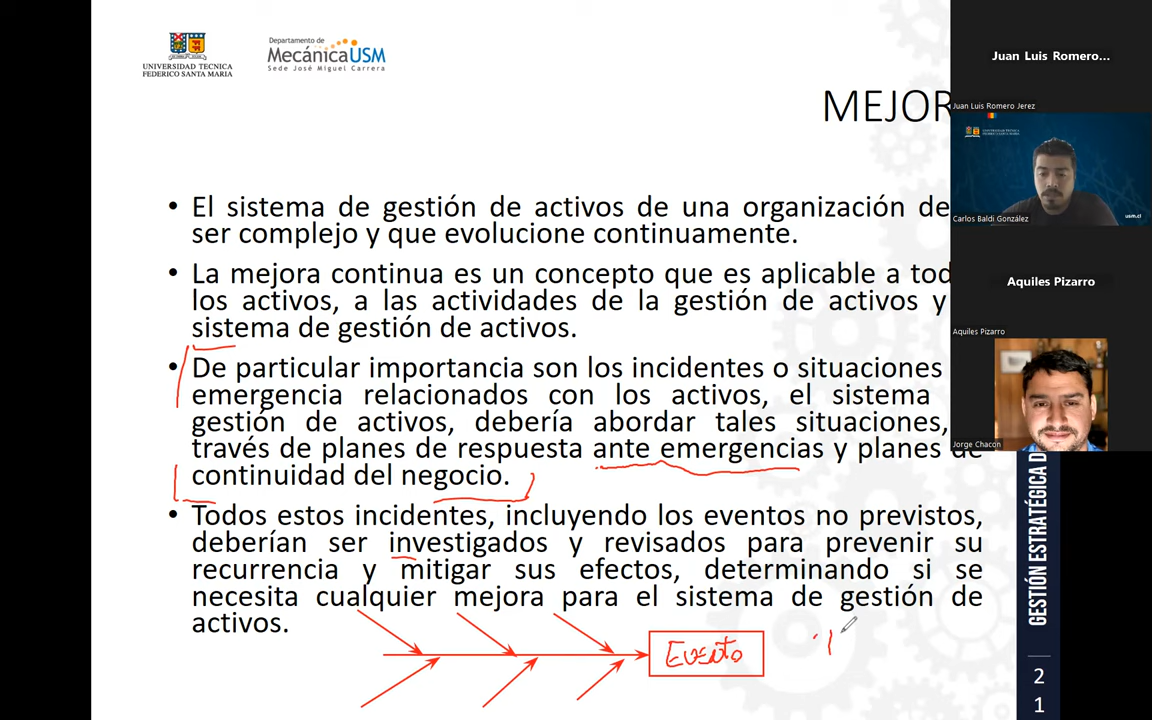 UNIVERSIDAD TECNICA
FEDERICO SANTA MARIA
Departamento de
MecánicaUSM
Sede José Miguel Carrera
MEJOR
• El sistema de gestión de activos de una organización de
ser complejo y que evolucione continuamente.
• La mejora continua es un concepto que es aplicable a tod
los activos, a las actividades de la gestión de activos y
sistema de gestión de activos.
• De particular importancia son los incidentes o situaciones
emergencia relacionados con los activos, el sistema
gestión de activos, debería abordar tales situaciones,
través de planes de respuesta ante emergencias y planes de
continuidad del negocio.
• Todos estos incidentes, incluyendo los eventos no previstos,
deberían ser investigados y revisados para prevenir su
recurrencia y mitigar sus efectos, determinando si se
necesita cualquier mejora para el sistema de gestión de
activos.
Evento
Juan Luis Romero...
Juan Luis Romero Jerez
Carlos Baldi González
usm.cl
Aquiles Pizarro
Aquiles Pizarro
Jorge Chacon
GESTIÓN ESTRATÉGICA D
2
1